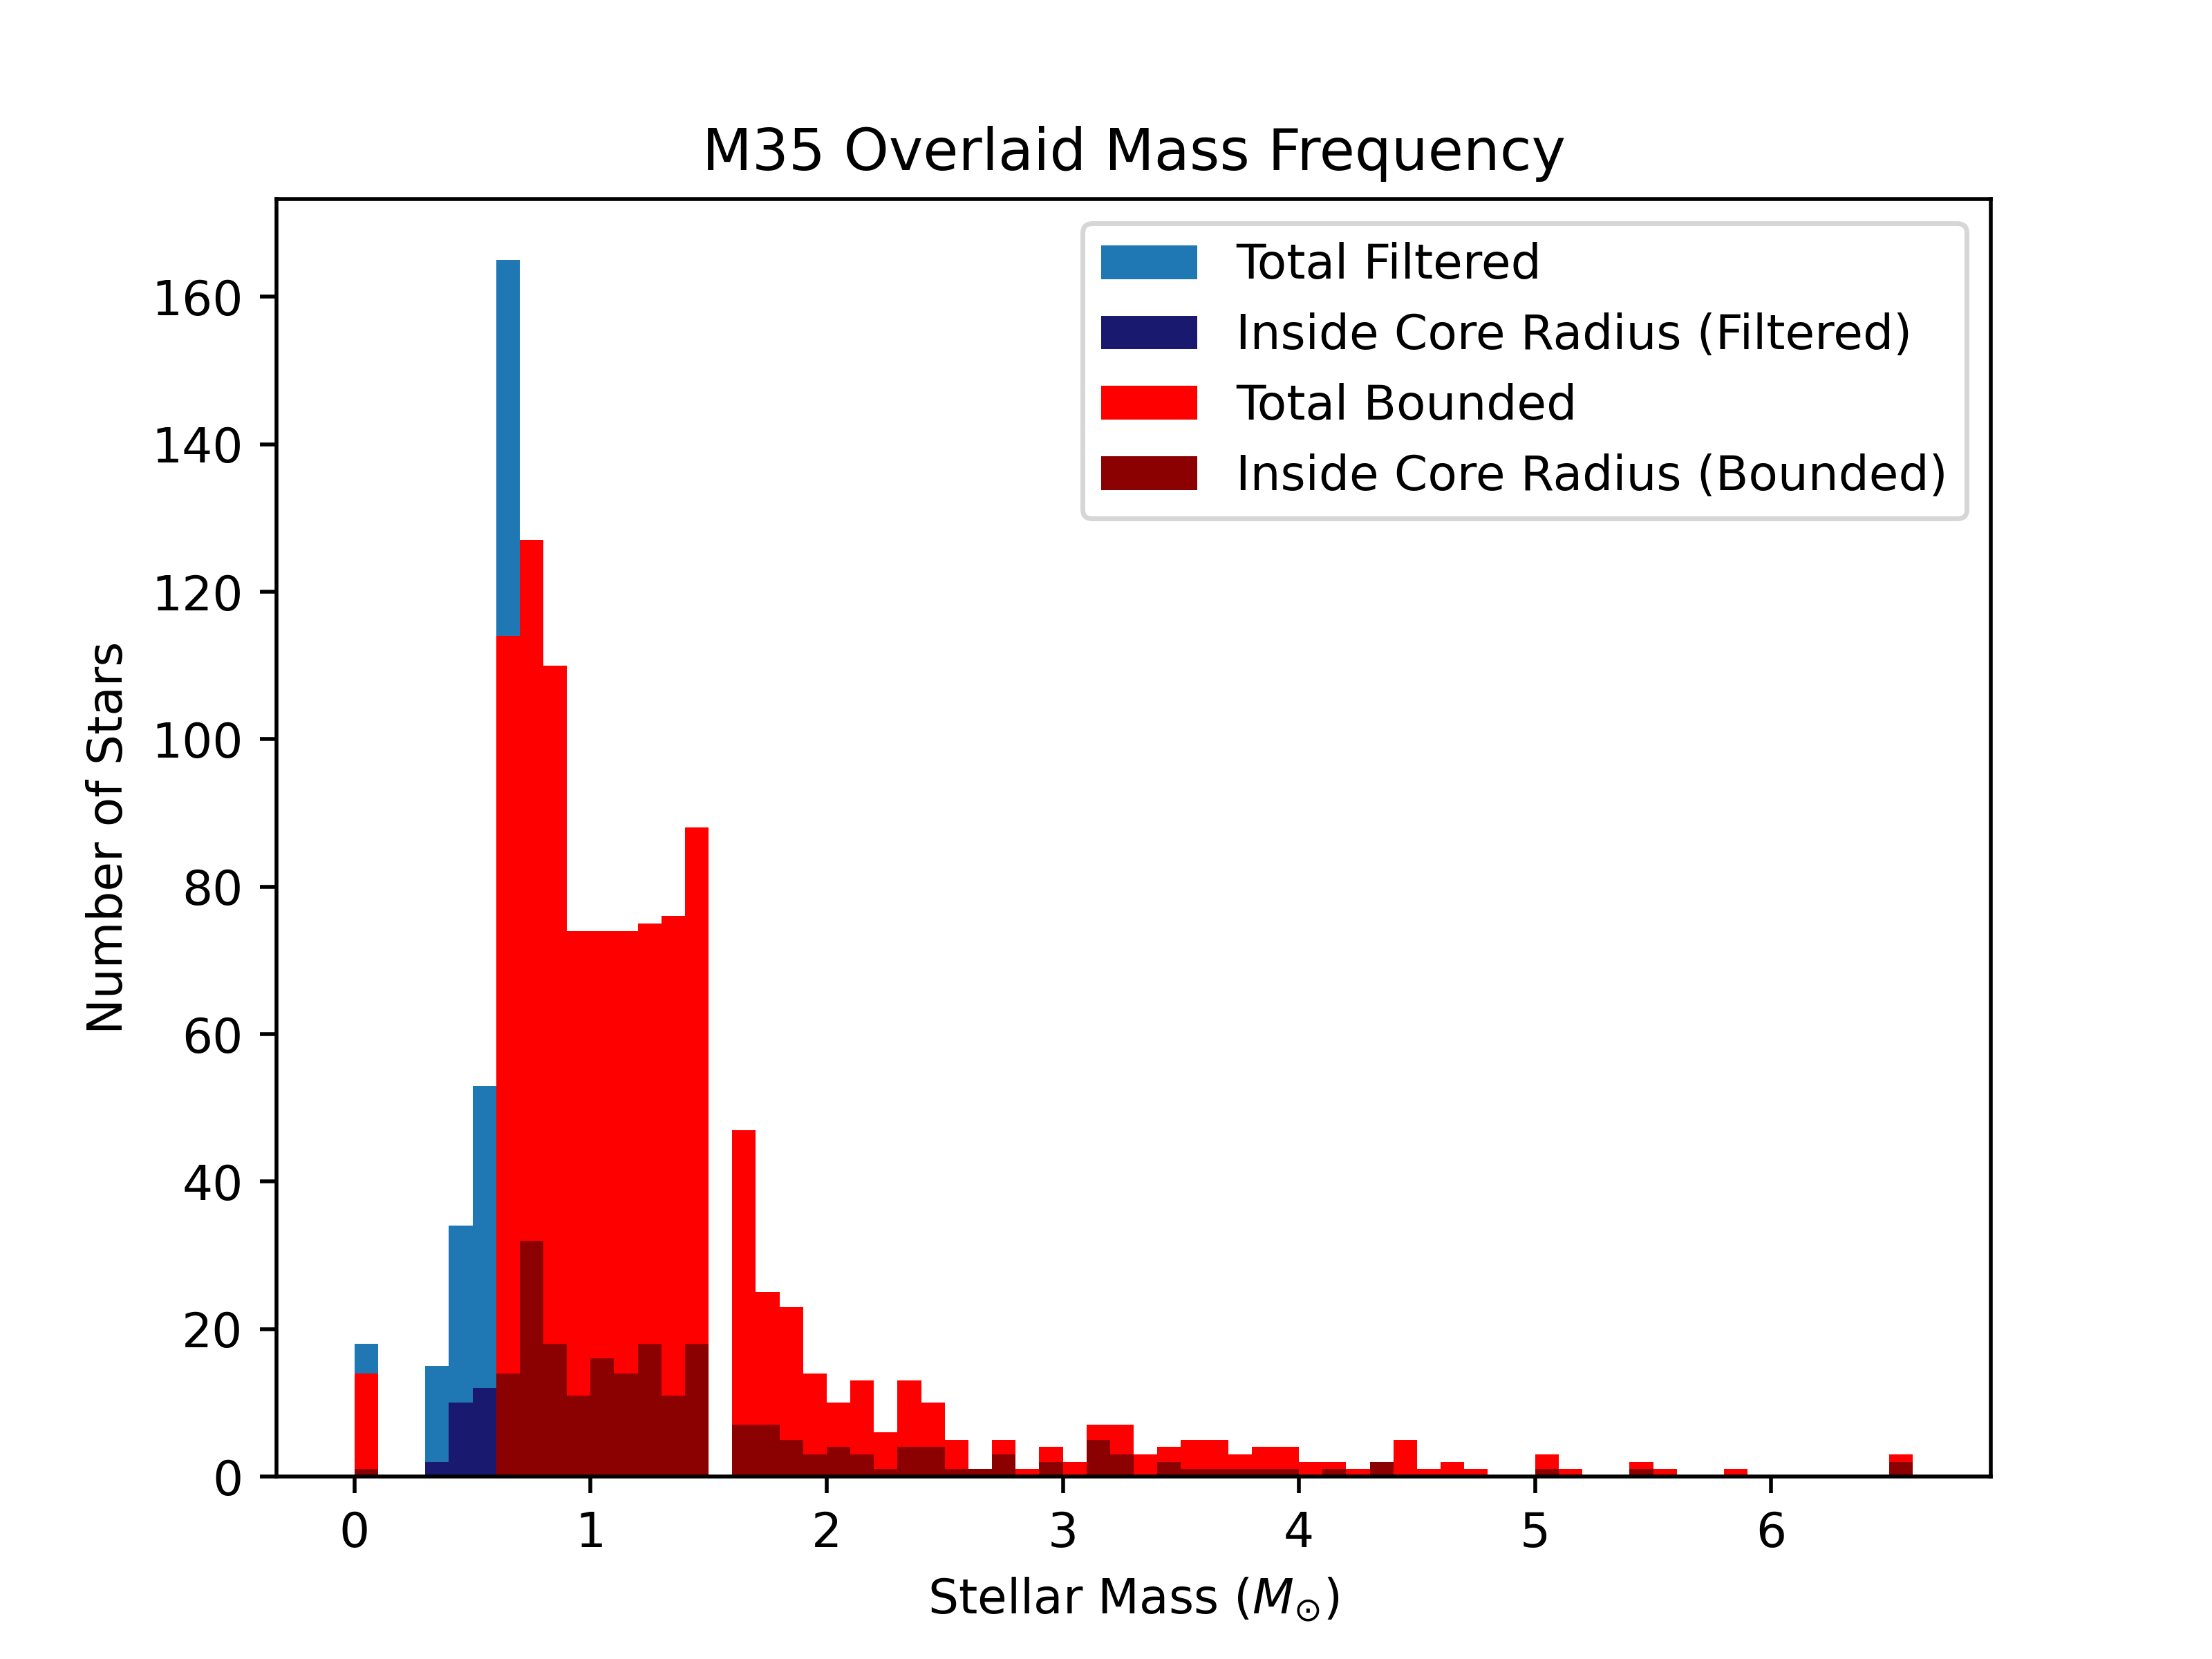 M35 Overlaid Mass Frequency
Total Filtered
Inside Core Radius (Filtered)
Total Bounded
Inside Core Radius (Bounded)
160
140
120
100
80
60
40
20
0
Number of Stars
0 1 2 3 4 5 6
Stellar Mass (M⊙)